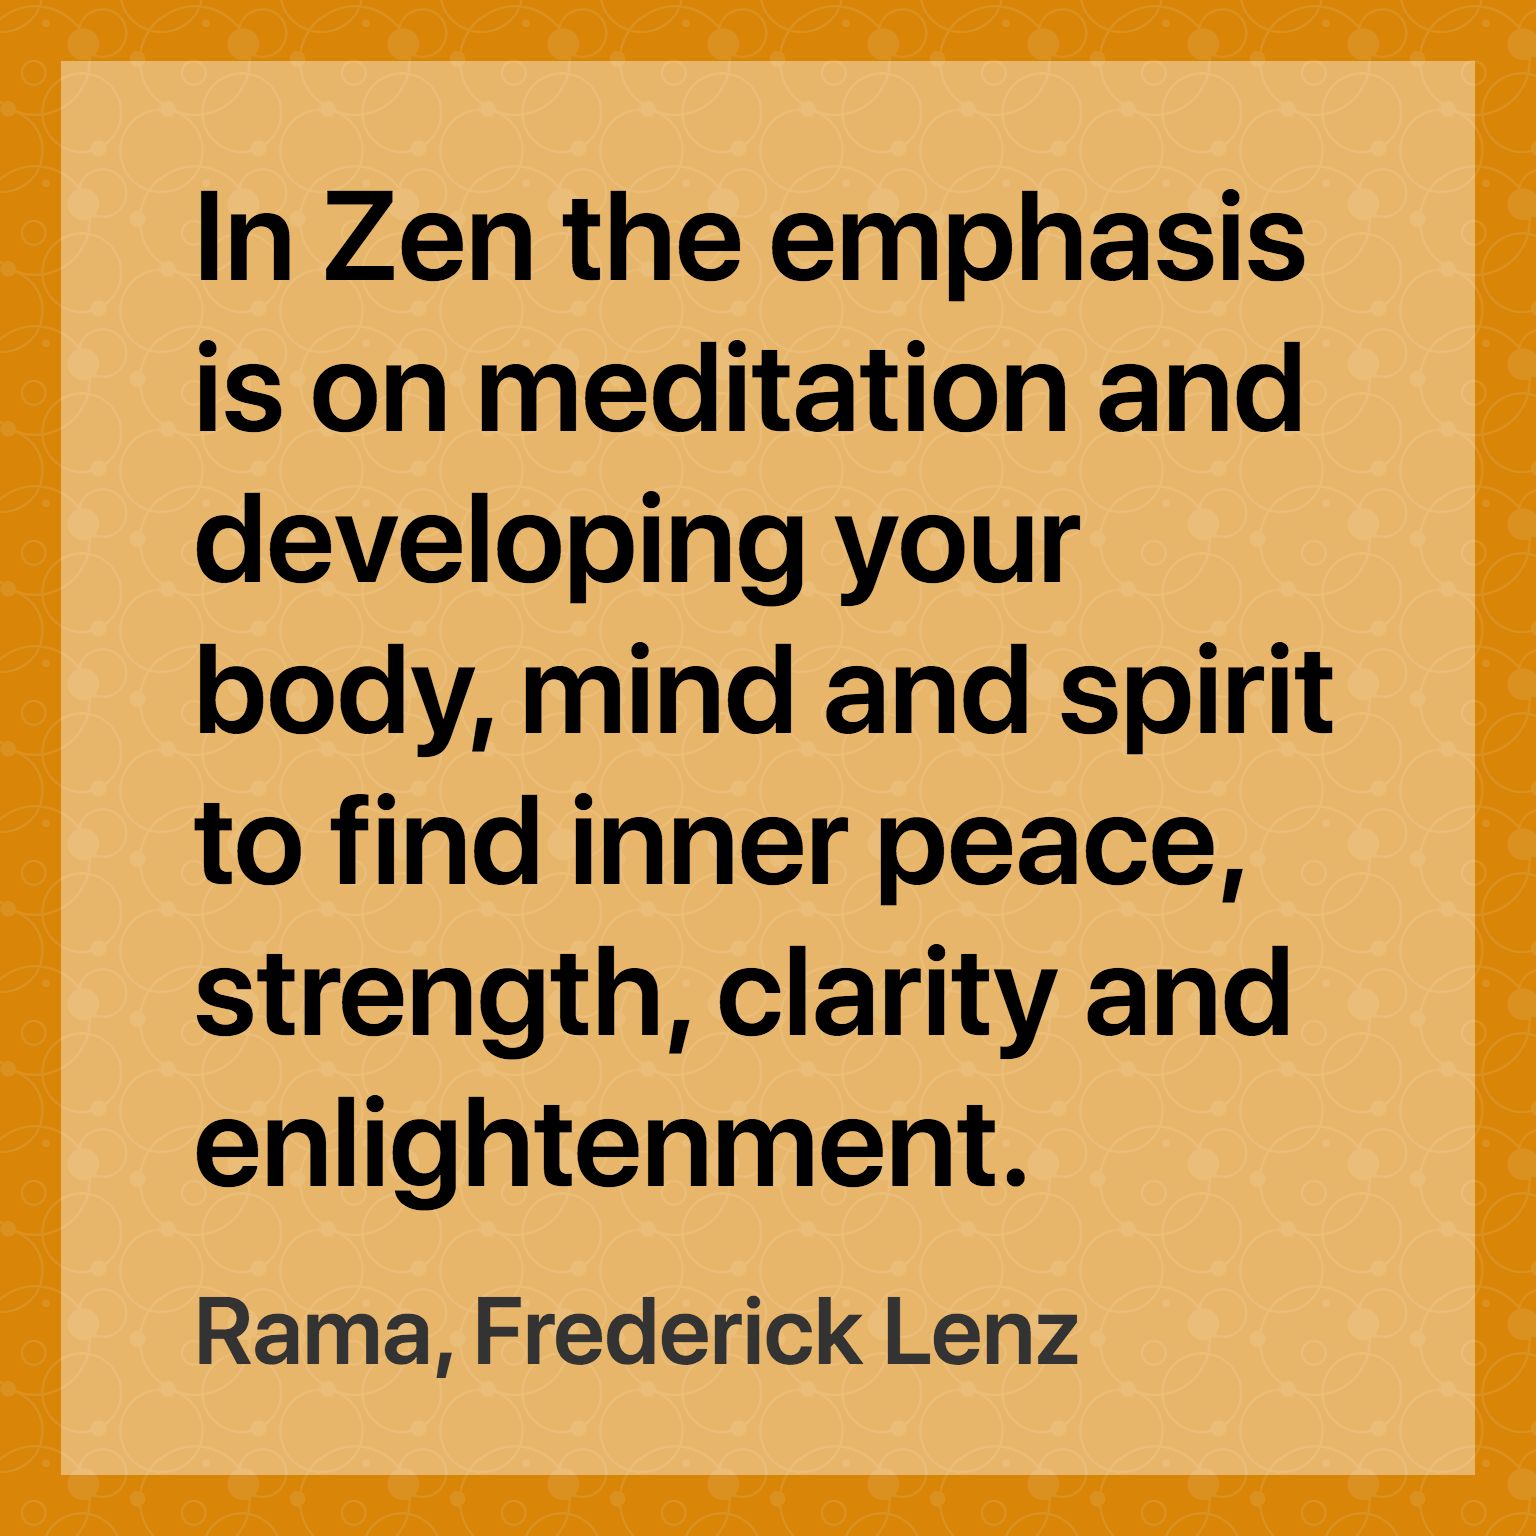 In Zen the emphasis
is on meditation and
developing your
body, mind and spirit
to find inner peace,
strength, clarity and
enlightenment.
Rama, Frederick Lenz